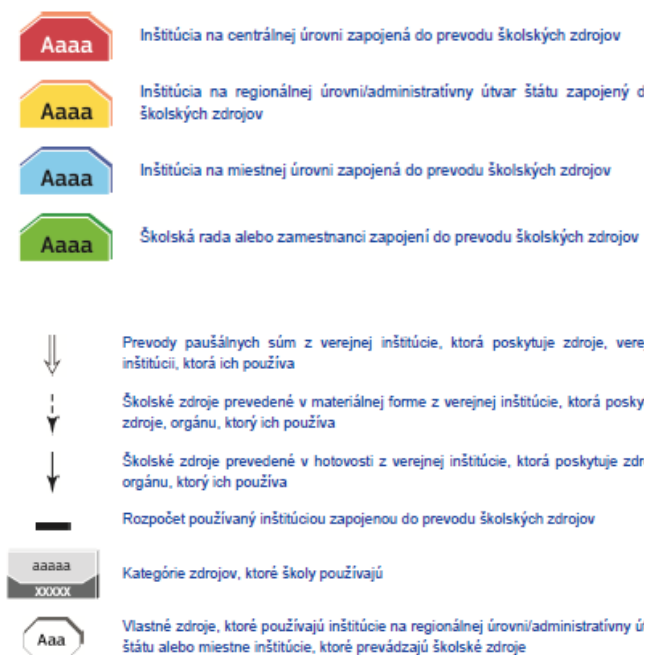 Aaaa
Inštitúcia na centrálnej úrovni zapojená do prevodu školských zdrojov
Aaaa
Inštitúcia na regionálnej úrovni/administratívny útvar štátu zapojený
školských zdrojov
Aaaa
Inštitúcia na miestnej úrovni zapojená do prevodu školských zdrojov
Aaaa
Školská rada alebo zamestnanci zapojení do prevodu školských zdrojov
Prevody paušálnych súm z verejnej inštitúcie, ktorá poskytuje zdroje,
inštitúcii, ktorá ich používa
Školské zdroje prevedené v materiálnej forme z verejnej inštitúcie, ktorá
zdroje, orgánu, ktorý ich používa
Školské zdroje prevedené v hotovosti z verejnej inštitúcie, ktorá poskytuje
orgánu, ktorý ich používa
Rozpočet používaný inštitúciou zapojenou do prevodu školských zdrojov
aaaaa
xxxxx
Kategórie zdrojov, ktoré školy používajú
Aaa
Vlastné zdroje, ktoré používajú inštitúcie na regionálnej úrovni/administratívny
štátu alebo miestne inštitúcie, ktoré prevádzajú školské zdroje